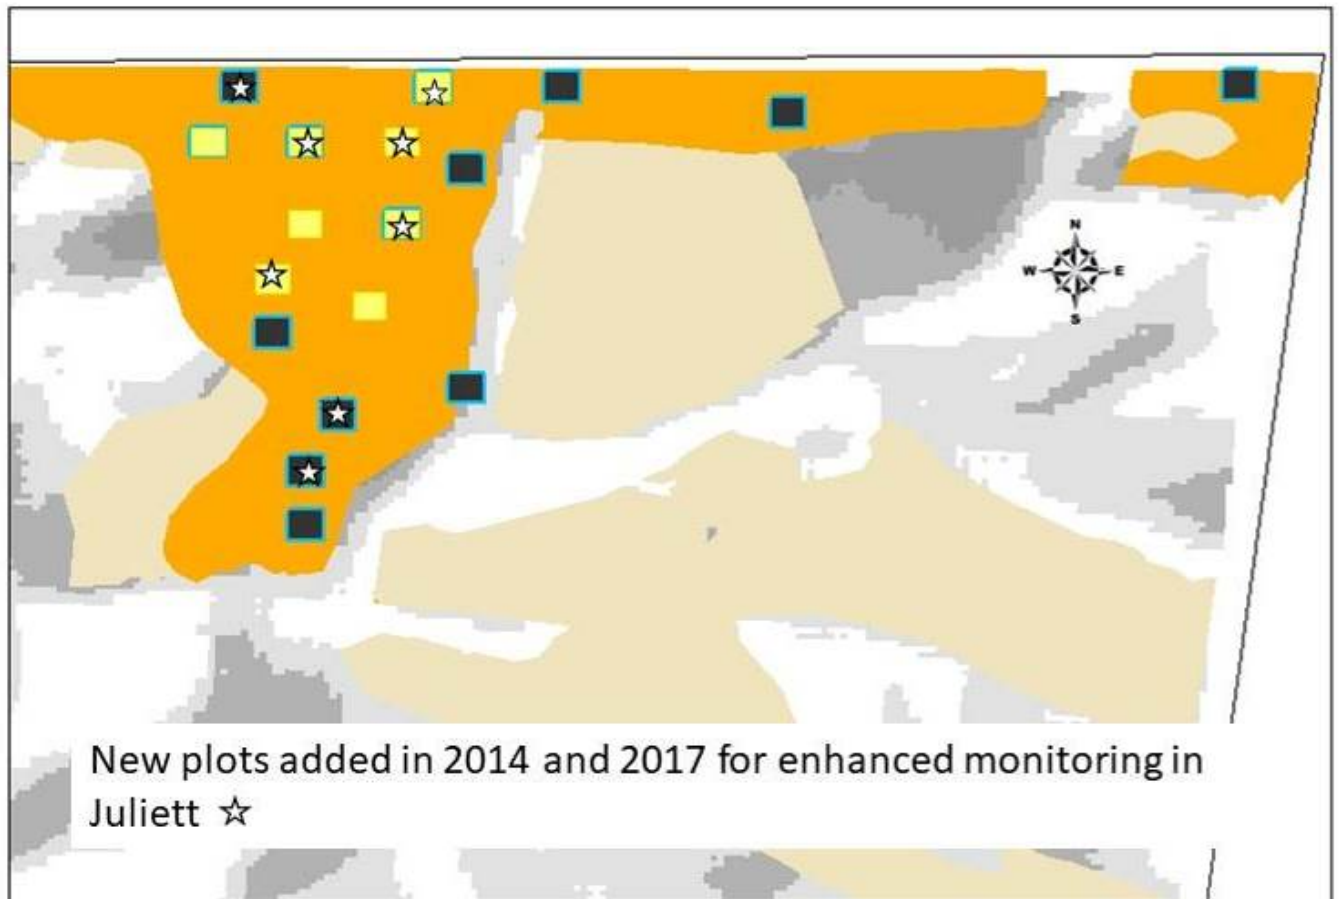 N
W E
S
New plots added in 2014 and 2017 for enhanced monitoring in
Juliett ☆